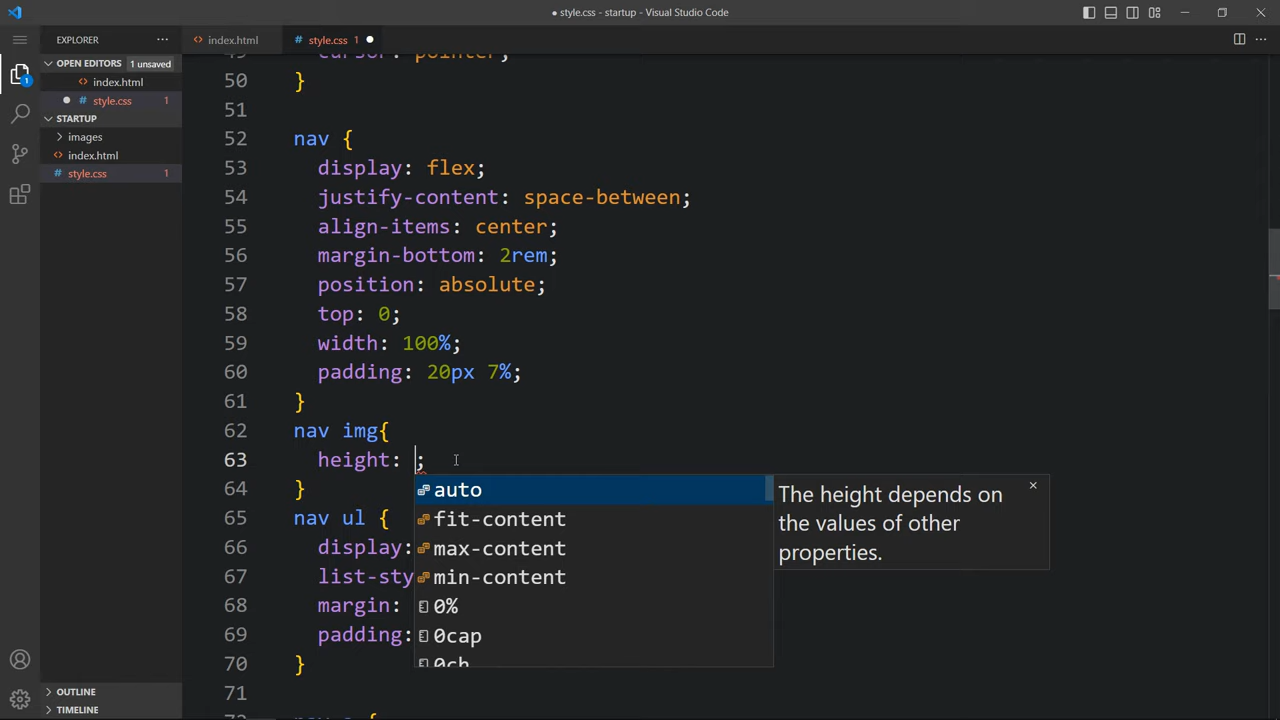 ● style.css - startup - Visual Studio Code
EXPLORER
index.html
style.css 1
OPEN EDITORS 1 unsaved
index.html
style.css 1
STARTUP
images
index.html
style.css 1
1
OUTLINE
TIMELINE
49 cursor: pointer;
50 }
51
52 nav {
53 display: flex;
54 justify-content: space-between;
55 align-items: center;
56 margin-bottom: 2rem;
57 position: absolute;
58 top: 0;
59 width: 100%;
60 padding: 20px 7%;
61 }
62 nav img{
63 height: ;
64 }
65 nav ul {
66 display:
67 list-sty
68 margin:
69 padding:
70 }
71
auto
fit-content
max-content
min-content
0%
0cap
0ch
The height depends on
the values of other
properties.